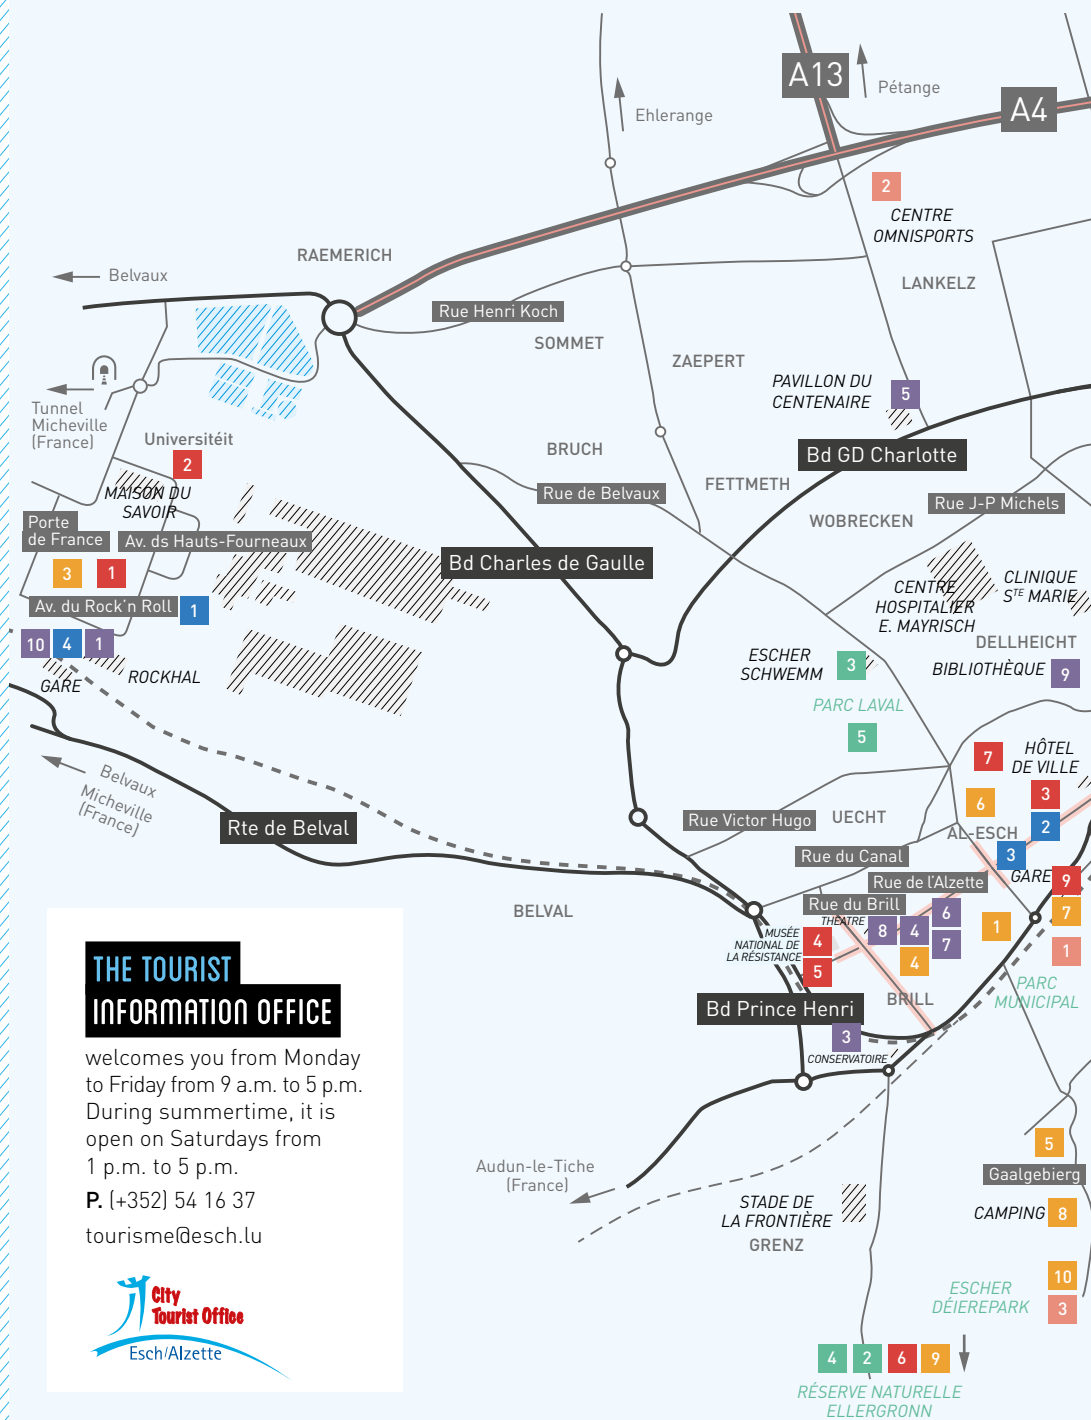 A13
Pétange
A4
Ehlerange
2
CENTRE
OMNISPORTS
RAEMERICH
Belvaux
LANKELZ
Rue Henri Koch
SOMMET
ZAEPERT
PAVILLON DU
CENTENAIRE
5
Tunnel
Micheville
(France)
Universitéit
2
MAISON DU
SAVOIR
BRUCH
Bd GD Charlotte
FETTMETH
Rue de Belvaux
Rue J-P Michels
WOBRECKEN
Porte
de France
Av. ds Hauts-Fourneaux
3
1
Bd Charles de Gaulle
CLINIQUE
STE MARIE
CENTRE
HOSPITALIER
E. MAYRISCH
Av. du Rock'n Roll
1
10
4
1
GARE
ROCKHAL
DELLHEICHT
ESCHER
SCHWEMM
3
BIBLIOTHÈQUE
9
PARC LAVAL
5
7
HÔTEL
DE VILLE
3
Belvaux
Micheville
(France)
6
2
Rte de Belval
Rue Victor Hugo
UECHT
AL-ESCH
3
Rue du Canal
GARE
9
Rue de l'Alzette
Rue du Brill
7
BELVAL
THÉÂTRE
8
4
6
7
1
MUSÉE
NATIONAL DE
LA RÉSISTANCE
4
5
4
1
PARC
MUNICIPAL
BRILL
Bd Prince Henri
3
CONSERVATOIRE
THE TOURIST
INFORMATION OFFICE
welcomes you from Monday
to Friday from 9 a.m. to 5 p.m.
During summertime, it is
open on Saturdays from
1 p.m. to 5 p.m.
P. (+352) 54 16 37
tourisme@esch.lu
City
Tourist Office
Esch/Alzette
Audun-le-Tiche
(France)
5
Gaalgebierg
STADE DE
LA FRONTIÈRE
GRENZ
CAMPING
8
10
ESCHER
DÉIEREPARK
3
4
2
6
9
RÉSERVE NATURELLE
ELLERGRONN